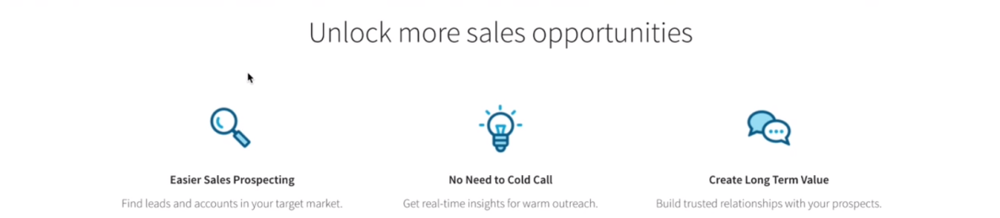 Unlock more sales opportunities
Easier Sales Prospecting
No Need to Cold Call
Create Long Term Value
Find leads and accounts in your target market.
Get real-time insights for warm outreach.
Build trusted relationships with your prospects.